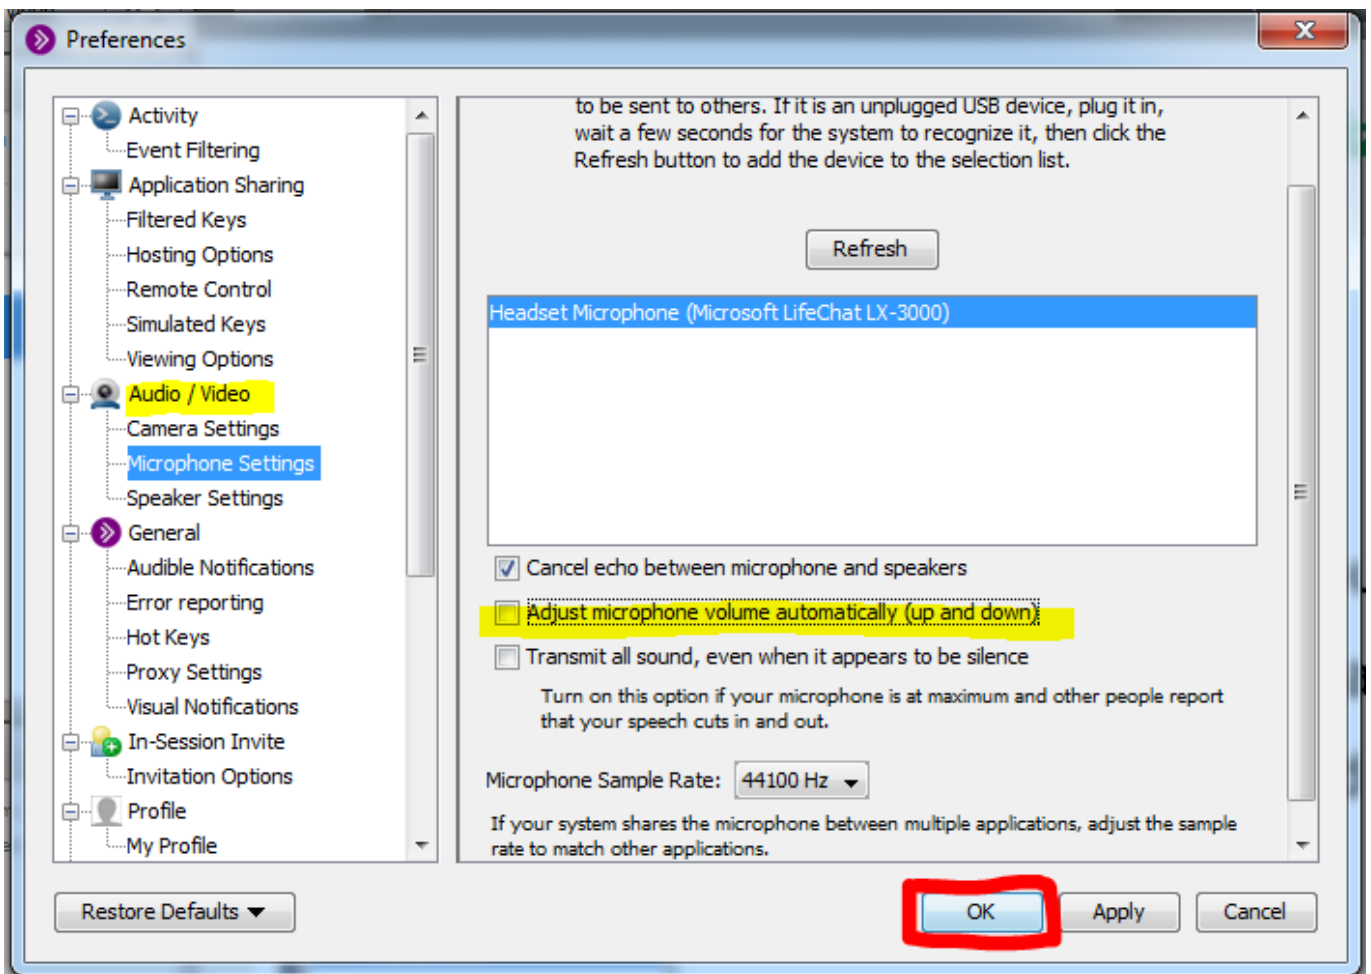 Preferences
Activity
Event Filtering
Application Sharing
Filtered Keys
Hosting Options
Remote Control
Simulated Keys
Viewing Options
Audio / Video
Camera Settings
Microphone Settings
Speaker Settings
General
Audible Notifications
Error reporting
Hot Keys
Proxy Settings
Visual Notifications
In-Session Invite
Invitation Options
Profile
My Profile
to be sent to others. If it is an unplugged USB device, plug it in,
wait a few seconds for the system to recognize it, then click the
Refresh button to add the device to the selection list.
Refresh
Headset Microphone (Microsoft LifeChat LX-3000)
Cancel echo between microphone and speakers
Adjust microphone volume automatically (up and down)
Transmit all sound, even when it appears to be silence
Turn on this option if your microphone is at maximum and other people report
that your speech cuts in and out.
Microphone Sample Rate: 44100 Hz
If your system shares the microphone between multiple applications, adjust the sample
rate to match other applications.
Restore Defaults
OK
Apply
Cancel